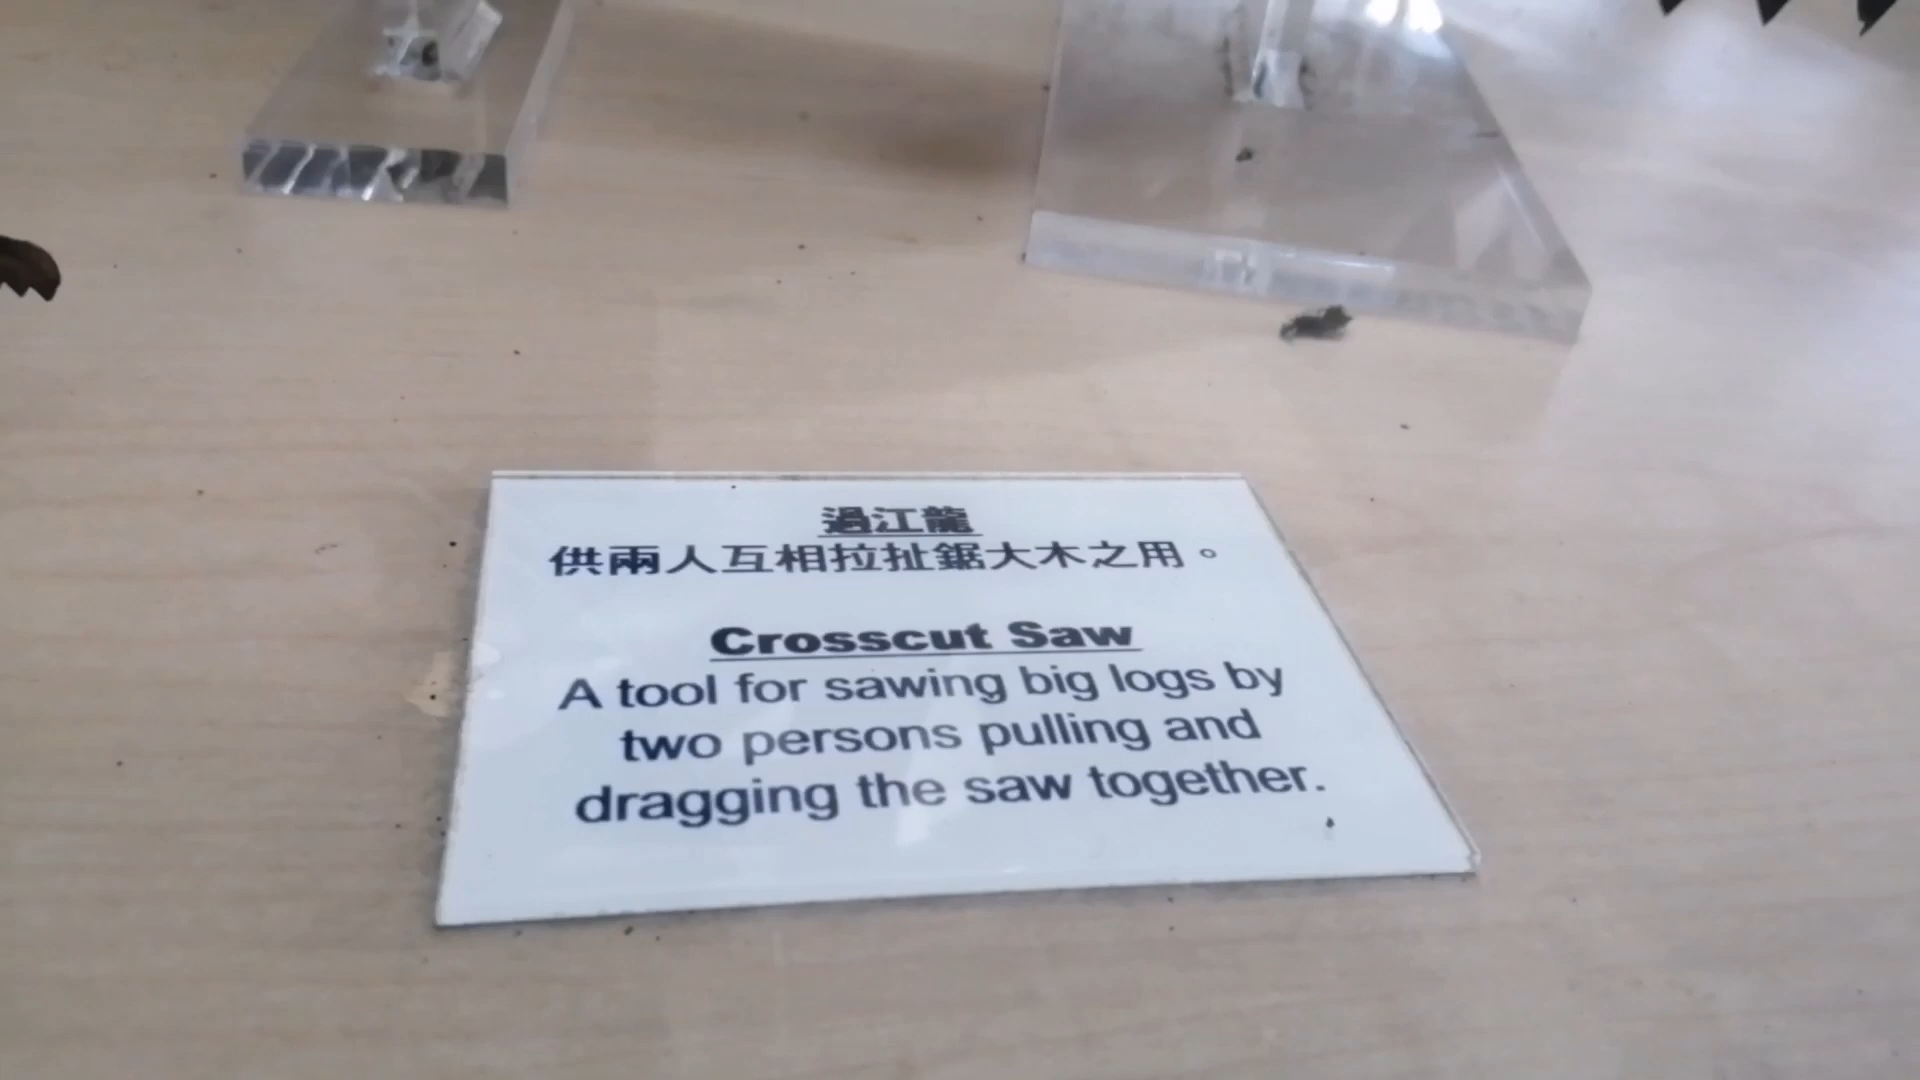 過江龍
供兩人互相拉扯鋸大木之用。
Crosscut Saw
A tool for sawing big logs by
two persons pulling and
dragging the saw together.